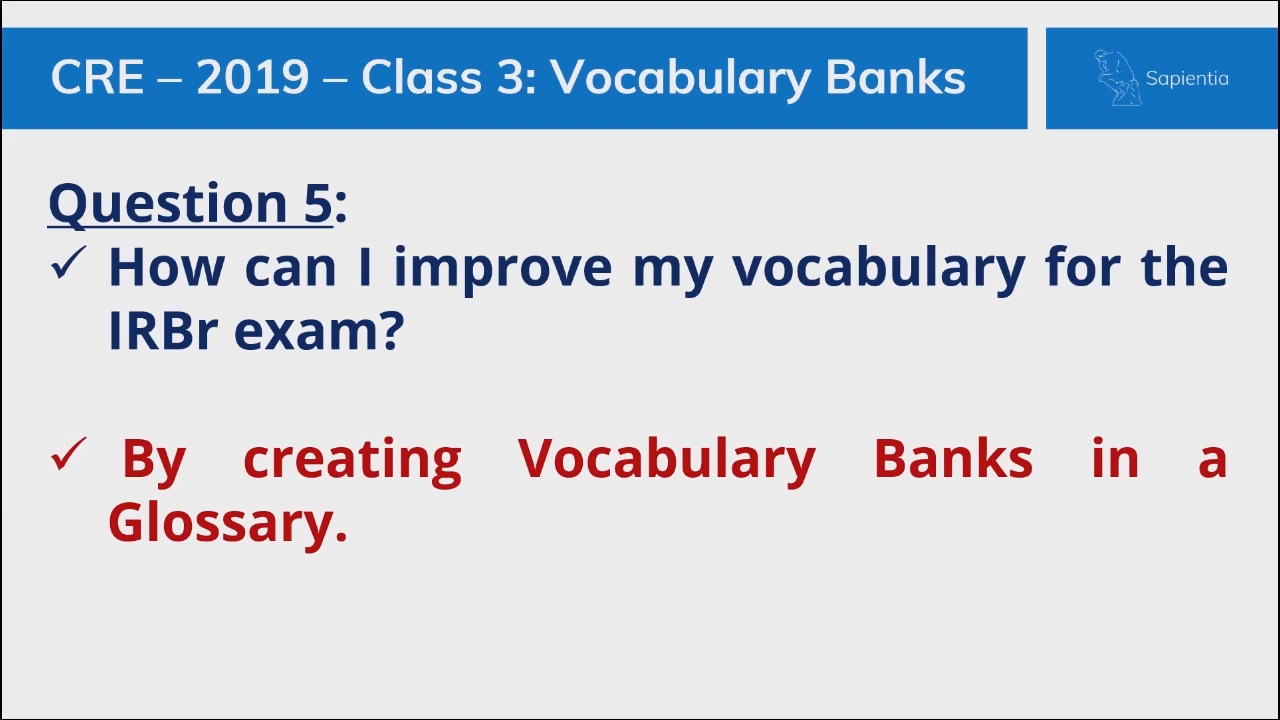 CRE – 2019 – Class 3: Vocabulary Banks
Sapientia
Question 5:
✓ How can I improve my vocabulary for the
IRBr exam?
✓ By creating Vocabulary Banks in a
Glossary.